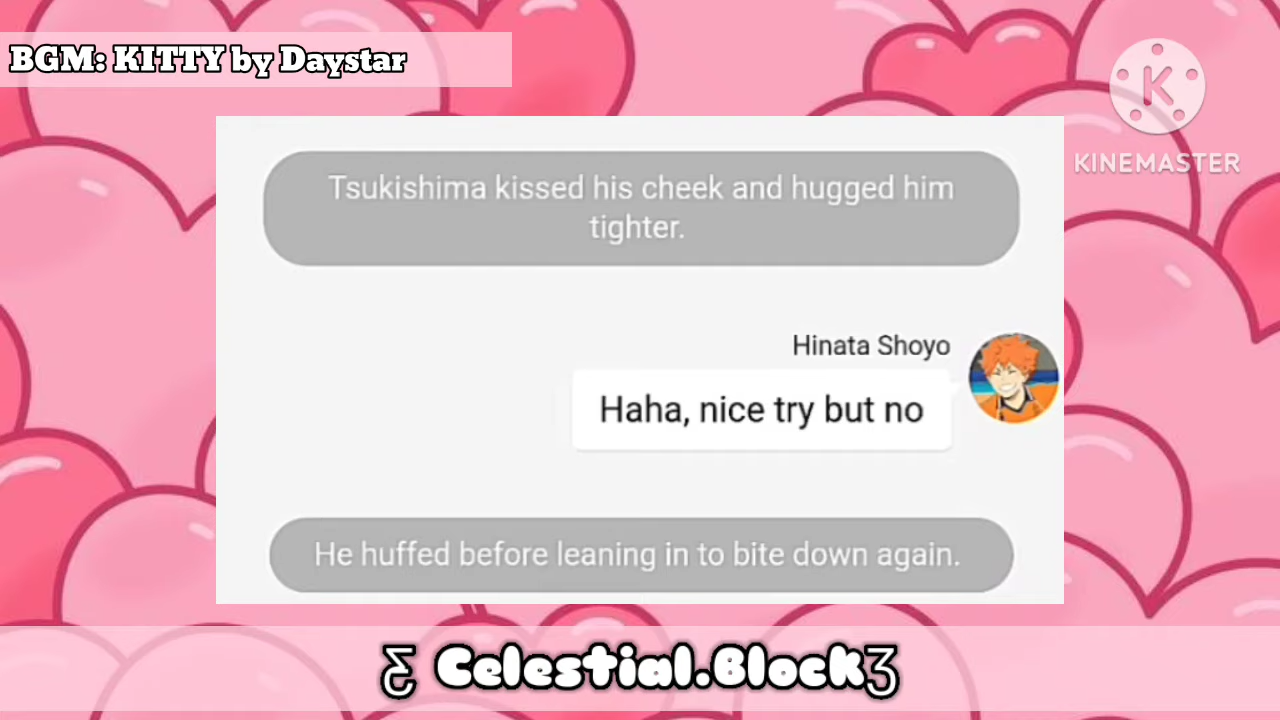 BGM: KITTY by Daystar
KINEMASTER
Tsukishima kissed his cheek and hugged him
tighter.
Hinata Shoyo
Haha, nice try but no
He huffed before leaning in to bite down again.
Ƹ Celestial.BlockƷ